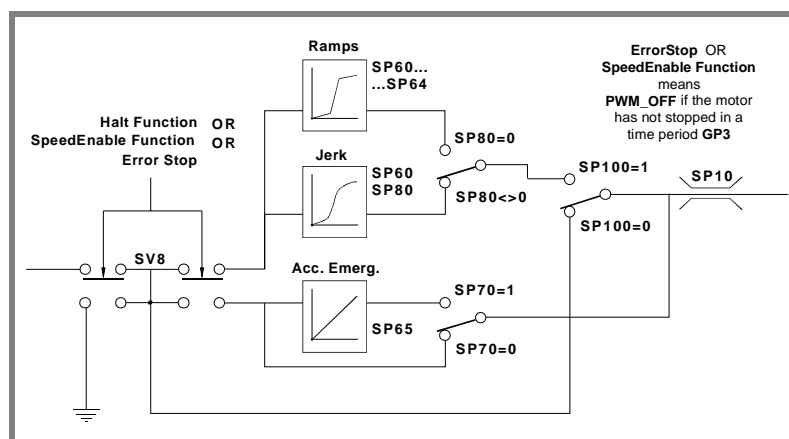 Ramps
SP60...
...SP64
ErrorStop OR
SpeedEnable Function
means
PWM_OFF if the motor
has not stopped in a
time period GP3
Halt Function OR
SpeedEnable Function OR
Error Stop
SP80=0
Jerk
SP60
SP80
SP80<>0
SP100=1
SP10
SP100=0
SV8
Acc. Emerg.
SP70=1
SP65
SP70=0